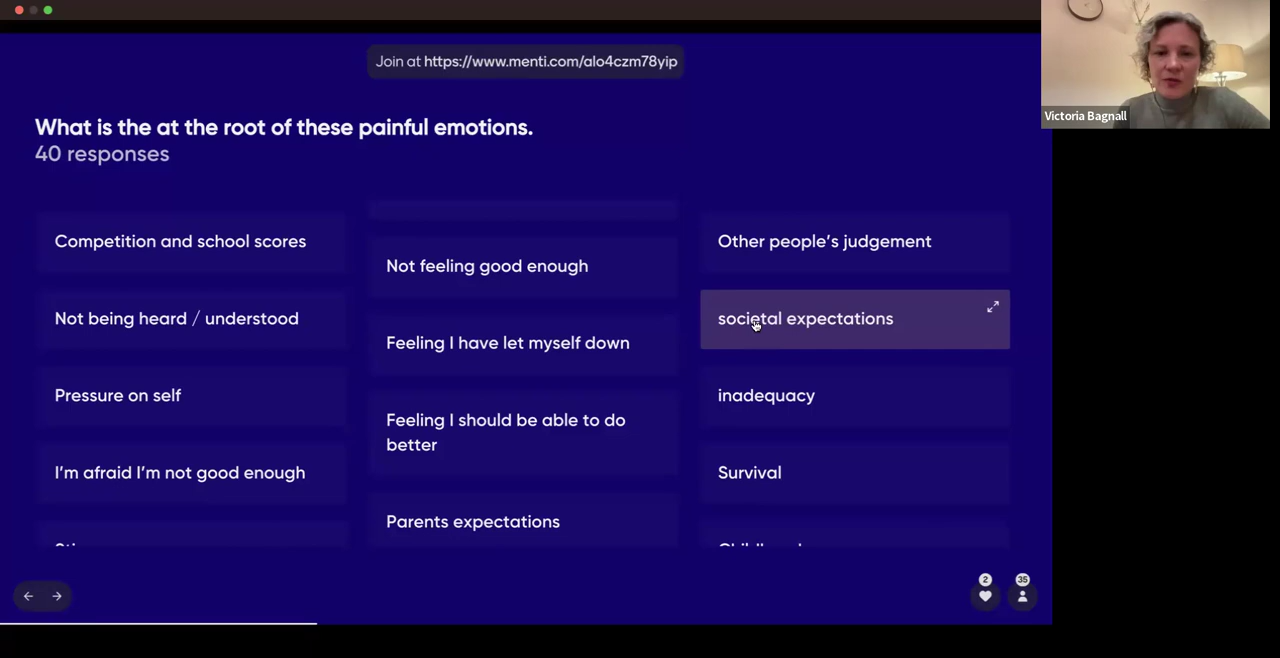 Join at https://www.menti.com/alo4czm78yip
Victoria Bagnall
What is the at the root of these painful emotions.
40 responses
Competition and school scores
Not being heard / understood
Pressure on self
I'm afraid I'm not good enough
Not feeling good enough
Feeling I have let myself down
Feeling I should be able to do
better
Parents expectations
Other people's judgement
societal expectations
inadequacy
Survival
2
35